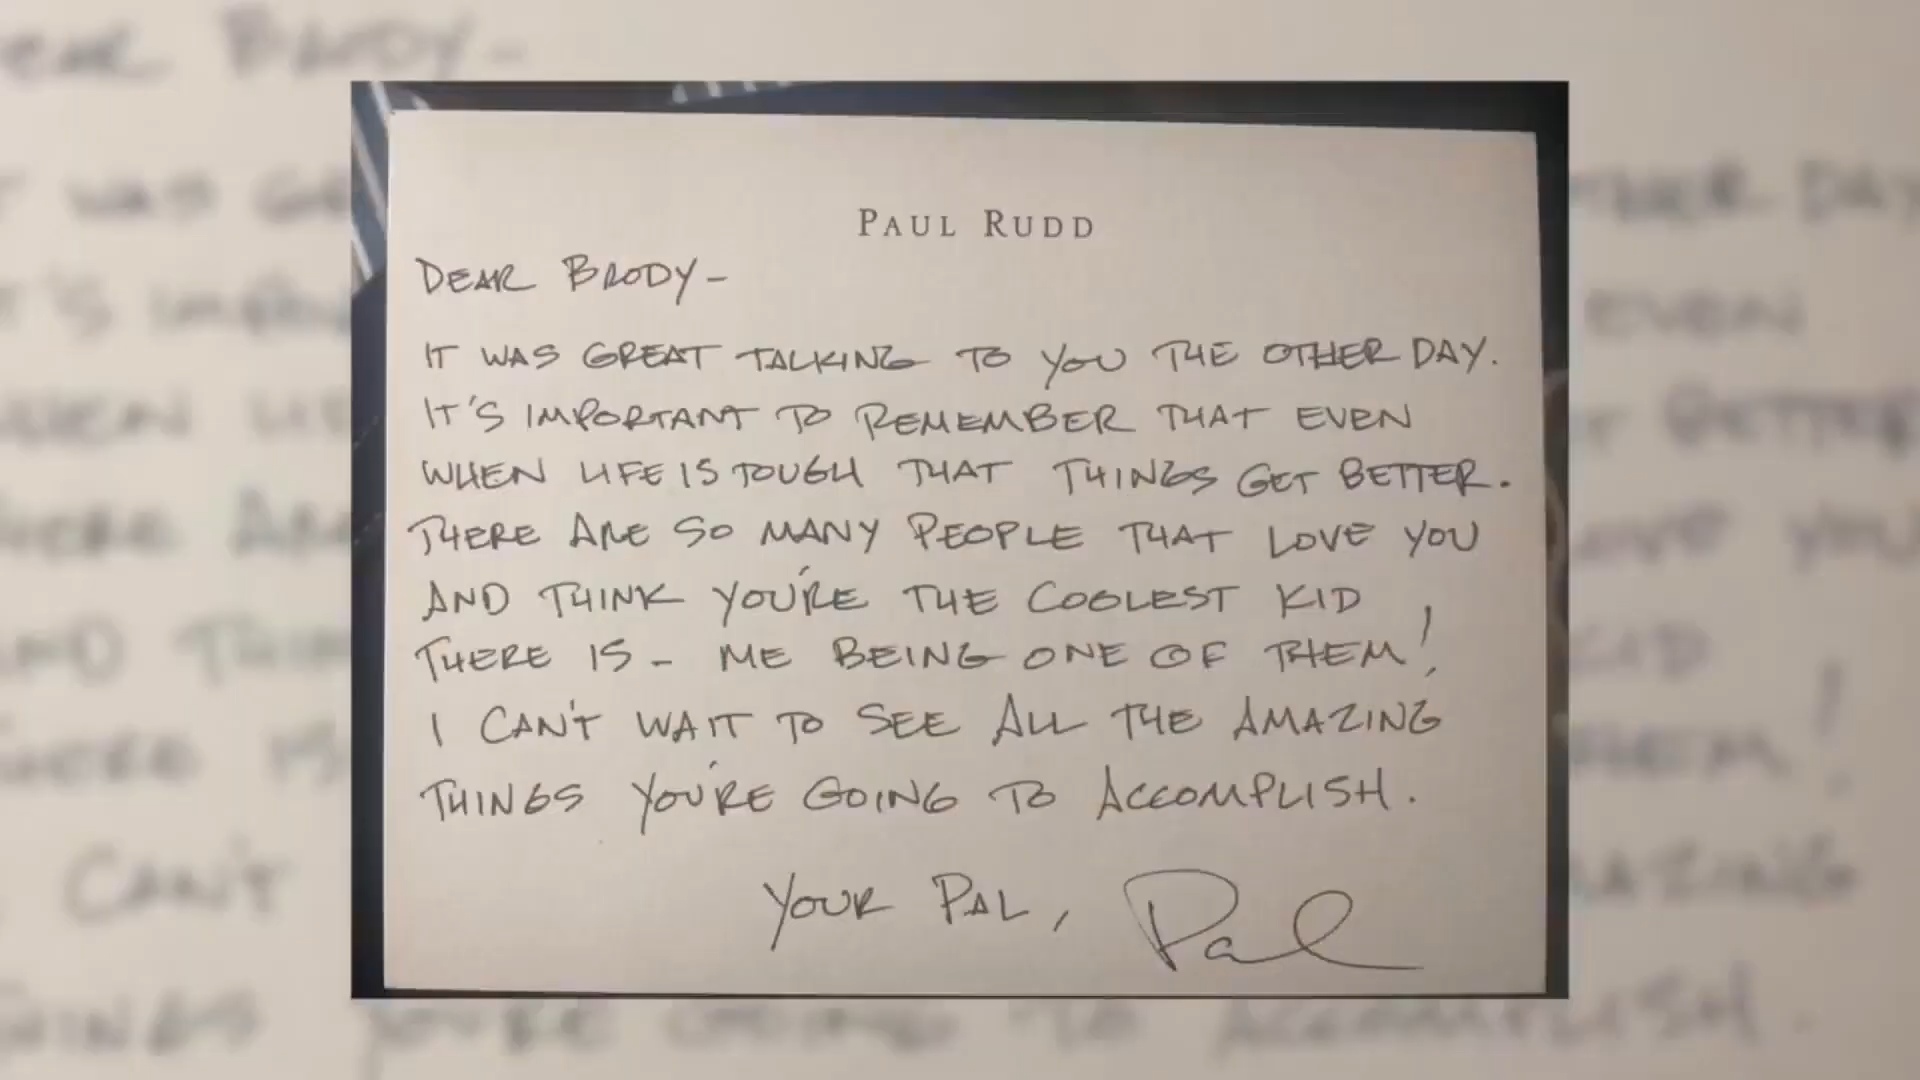 PAUL RUDD
DEAR BRODY-
IT WAS GREAT TALKING TO YOU THE OTHER DAY.
IT'S IMPORTANT TO REMEMBER THAT EVEN
WHEN LIFE IS TOUGH THAT THINGS GET BETTER.
THERE ARE SO MANY PEOPLE THAT LOVE YOU
AND THINK YOU'RE THE COOLEST KID
THERE IS - ME BEING ONE OF THEM!
I CAN'T WAIT TO SEE ALL THE AMAZING
THINGS YOU'RE GOING TO ACCOMPLISH.
YOUR PAL, Paul